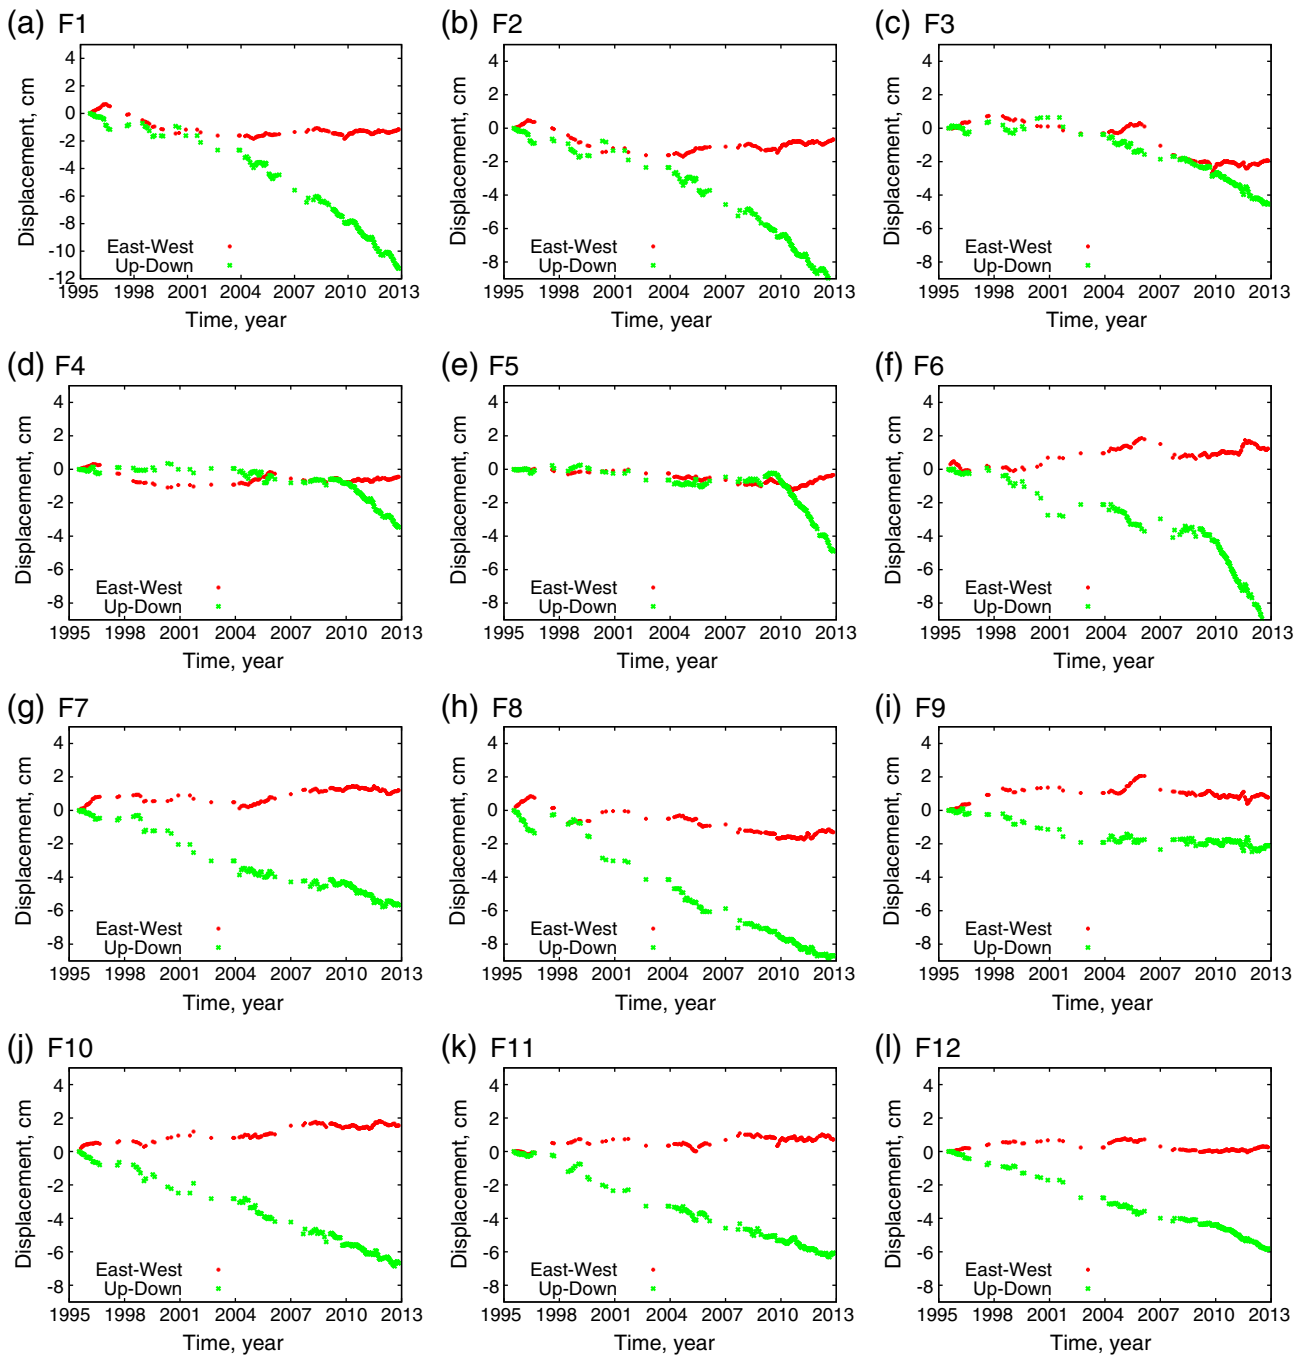 (a) F1
4
2
0
-2
-4
-6
-8
-10
-12
Displacement, cm
East-West
Up-Down
1995 1998 2001 2004 2007 2010 2013
Time, year
(b) F2
4
2
0
-2
-4
-6
-8
Displacement, cm
East-West
Up-Down
1995 1998 2001 2004 2007 2010 2013
Time, year
(c) F3
4
2
0
-2
-4
-6
-8
Displacement, cm
East-West
Up-Down
1995 1998 2001 2004 2007 2010 2013
Time, year
(d) F4
4
2
0
-2
-4
-6
-8
Displacement, cm
East-West
Up-Down
1995 1998 2001 2004 2007 2010 2013
Time, year
(e) F5
4
2
0
-2
-4
-6
-8
Displacement, cm
East-West
Up-Down
1995 1998 2001 2004 2007 2010 2013
Time, year
(f) F6
4
2
0
-2
-4
-6
-8
Displacement, cm
East-West
Up-Down
1995 1998 2001 2004 2007 2010 2013
Time, year
(g) F7
4
2
0
-2
-4
-6
-8
Displacement, cm
East-West
Up-Down
1995 1998 2001 2004 2007 2010 2013
Time, year
(h) F8
4
2
0
-2
-4
-6
-8
Displacement, cm
East-West
Up-Down
1995 1998 2001 2004 2007 2010 2013
Time, year
(i) F9
4
2
0
-2
-4
-6
-8
Displacement, cm
East-West
Up-Down
1995 1998 2001 2004 2007 2010 2013
Time, year
(j) F10
4
2
0
-2
-4
-6
-8
Displacement, cm
East-West
Up-Down
1995 1998 2001 2004 2007 2010 2013
Time, year
(k) F11
4
2
0
-2
-4
-6
-8
Displacement, cm
East-West
Up-Down
1995 1998 2001 2004 2007 2010 2013
Time, year
(l) F12
4
2
0
-2
-4
-6
-8
Displacement, cm
East-West
Up-Down
1995 1998 2001 2004 2007 2010 2013
Time, year